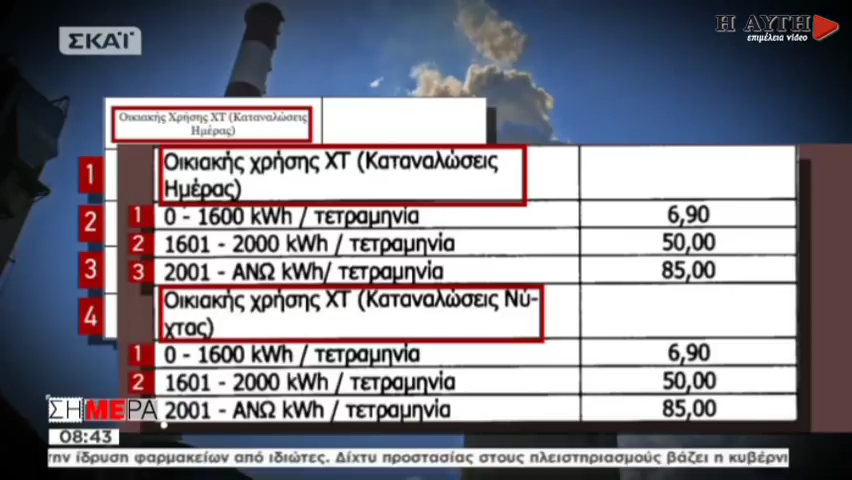 ΣΚΑΪ
Η ΑΥΓΗ
επιμέλεια video
Οικιακής Χρήσης ΧΤ (Καταναλώσεις
Ημέρας)
1
Οικιακής χρήσης ΧΤ (Καταναλώσεις
Ημέρας)
2
1 0 - 1600 kWh / τετραμηνία 6,90
2 1601 - 2000 kWh / τετραμηνία 50,00
3
3 2001 - ΑΝΩ kWh/ τετραμηνία 85,00
4
Οικιακής χρήσης ΧΤ (Καταναλώσεις Νύ-
χτας)
1 0 - 1600 kWh / τετραμηνία 6,90
2 1601 - 2000 kWh / τετραμηνία 50,00
2001 - ΑΝΩ kWh / τετραμηνία 85,00
ΣΗΜΕΡΑ
08:43
την ίδρυση φαρμακείων από ιδιώτες. Δίχτυ προστασίας στους πλειστηριασμούς βάζει η κυβέρνη